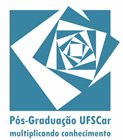 Pós-Graduação UFSCar
multiplicando conhecimento